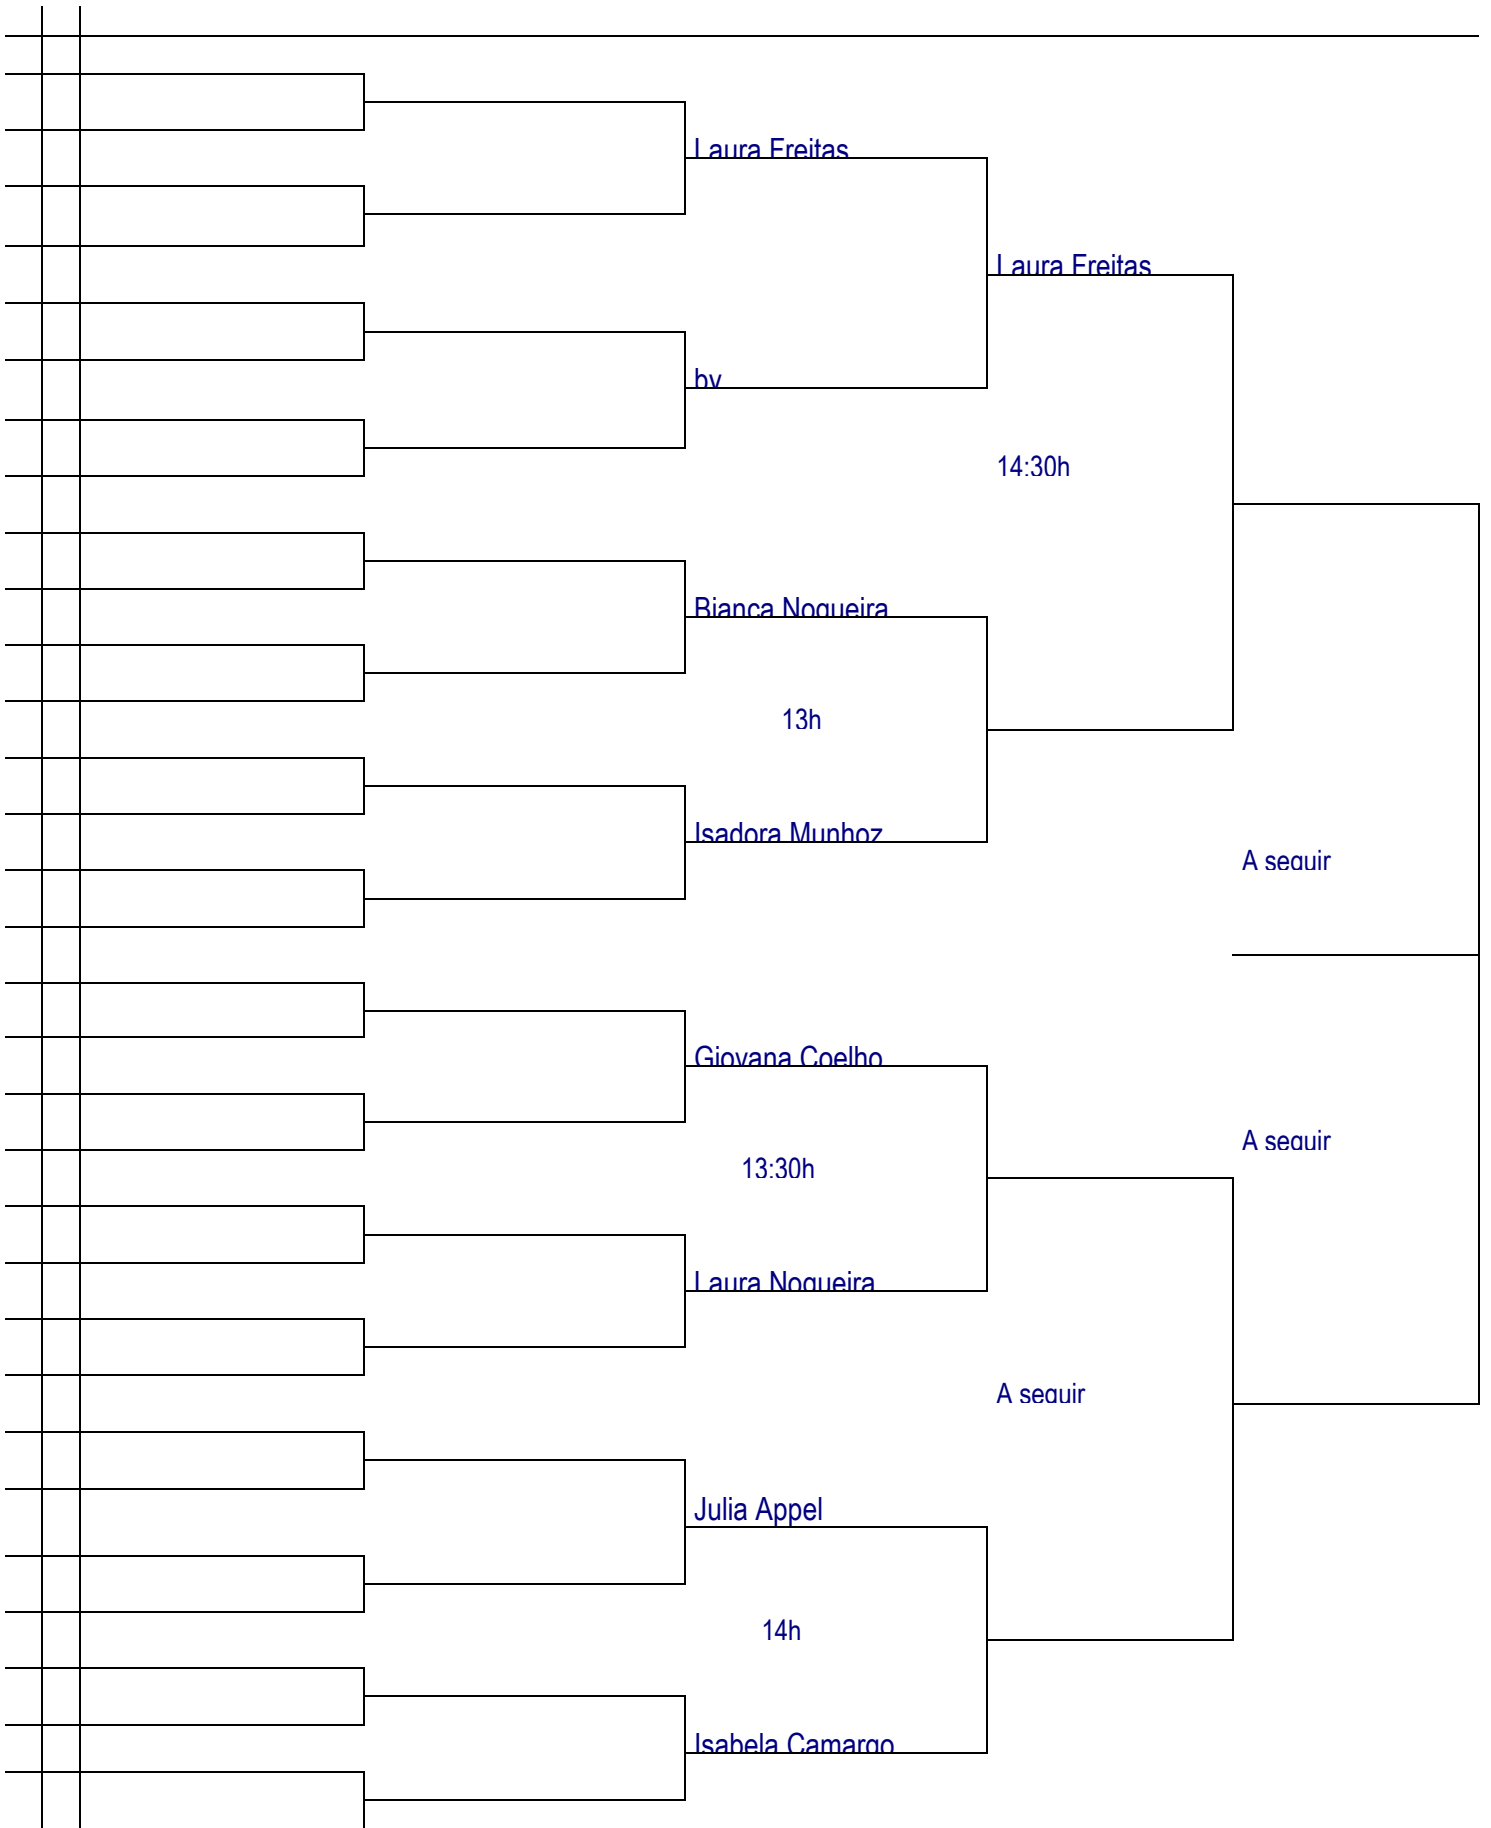 Laura Freitas
Laura Freitas
by
14:30h
Bianca Nogueira
13h
Isadora Munhoz
A seguir
Giovana Coelho
A seguir
13:30h
Laura Nogueira
A seguir
Julia Appel
14h
Isabela Camargo